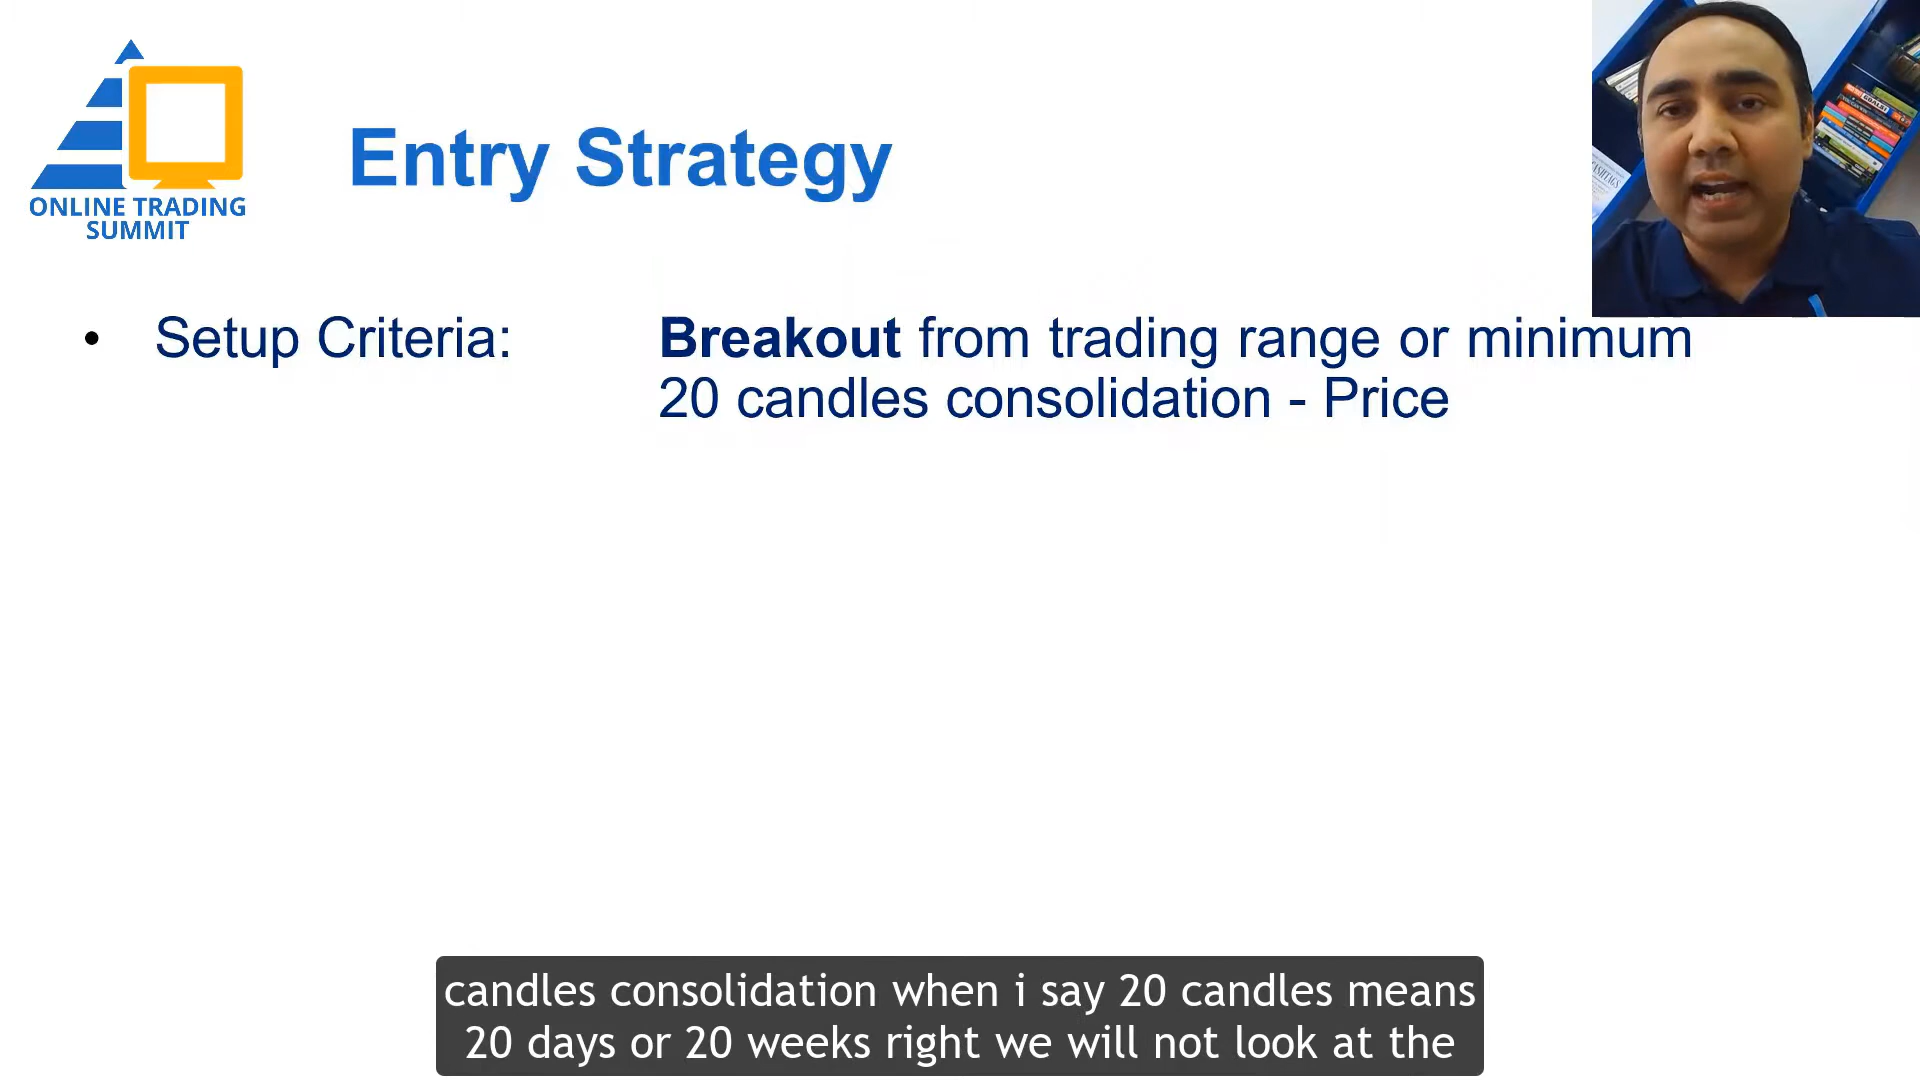 ONLINE TRADING
SUMMIT
Entry Strategy
• Setup Criteria: Breakout from trading range or minimum
20 candles consolidation - Price
candles consolidation when i say 20 candles means
20 days or 20 weeks right we will not look at the